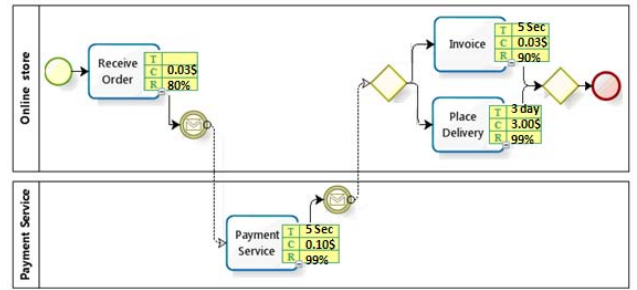 Online store
Receive
Order
T
C 0.03$
R 80%
Invoice
T 5 Sec
C 0.03$
R 90%
Place
Delivery
T 3 day
C 3.00$
R 99%
Payment Service
Payment
Service
T 5 Sec
C 0.10$
R 99%